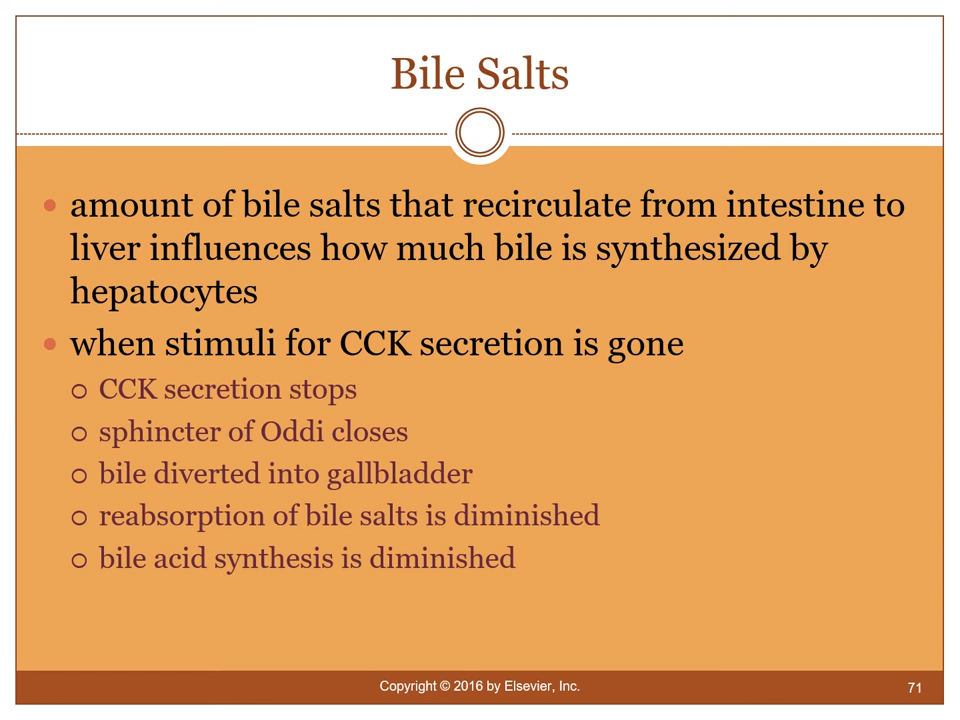 Bile Salts
amount of bile salts that recirculate from intestine to
liver influences how much bile is synthesized by
hepatocytes
when stimuli for CCK secretion is gone
CCK secretion stops
sphincter of Oddi closes
bile diverted into gallbladder
reabsorption of bile salts is diminished
bile acid synthesis is diminished
Copyright © 2016 by Elsevier, Inc.
71